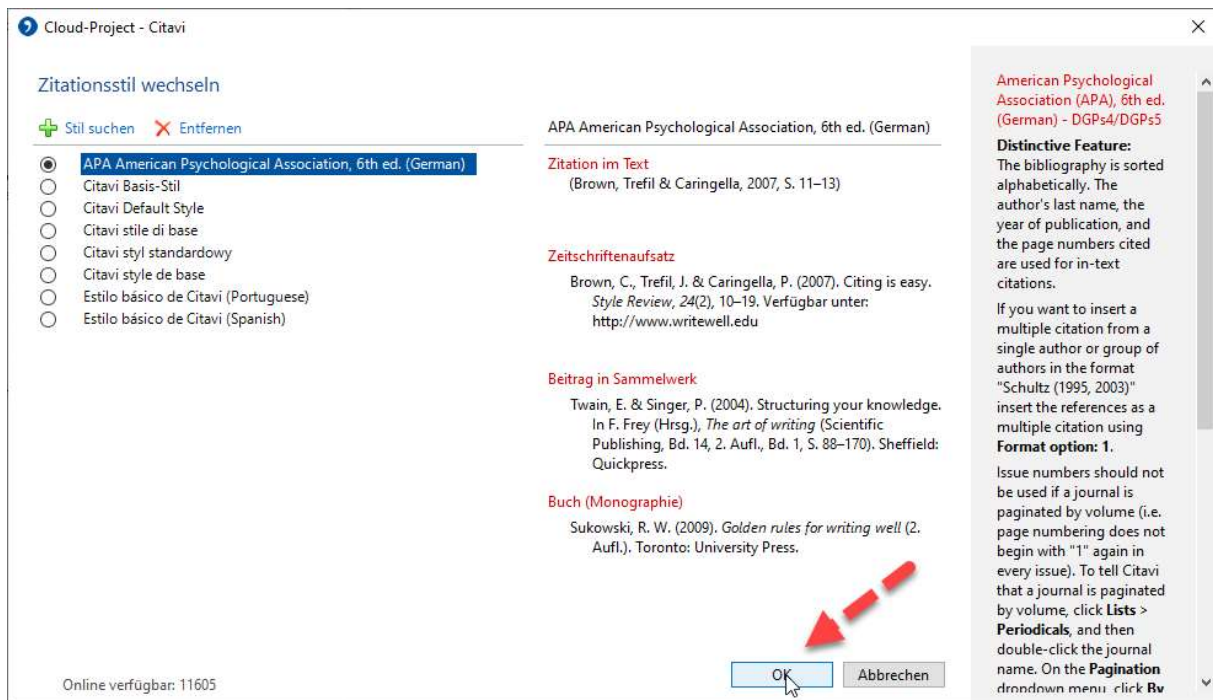 Cloud-Project - Citavi
Zitationsstil wechseln
Stil suchen Entfernen
APA American Psychological Association, 6th ed. (German)
Citavi Basis-Stil
Citavi Default Style
Citavi stile di base
Citavi styl standardowy
Citavi style de base
Estilo básico de Citavi (Portuguese)
Estilo básico de Citavi (Spanish)
Online verfügbar: 11605
APA American Psychological Association, 6th ed. (German)
Zitation im Text
(Brown, Trefil & Caringella, 2007, S. 11–13)
Zeitschriftenaufsatz
Brown, C., Trefil, J. & Caringella, P. (2007). Citing is easy.
Style Review, 24(2), 10–19. Verfügbar unter:
http://www.writewell.edu
Beitrag in Sammelwerk
Twain, E. & Singer, P. (2004). Structuring your knowledge.
In F. Frey (Hrsg.), The art of writing (Scientific
Publishing, Bd. 14, 2. Aufl., Bd. 1, S. 88–170). Sheffield:
Quickpress.
Buch (Monographie)
Sukowski, R. W. (2009). Golden rules for writing well (2.
Aufl.). Toronto: University Press.
OK Abbrechen
American Psychological
Association (APA), 6th ed.
(German) - DGPs4/DGPs5
Distinctive Feature:
The bibliography is sorted
alphabetically. The
author's last name, the
year of publication, and
the page numbers cited
are used for in-text
citations.
If you want to insert a
multiple citation from a
single author or group of
authors in the format
"Schultz (1995, 2003)"
insert the references as a
multiple citation using
Format option: 1.
Issue numbers should not
be used if a journal is
paginated by volume (i.e.
page numbering does not
begin with "1" again in
every issue). To tell Citavi
that a journal is paginated
by volume, click Lists >
Periodicals, and then
double-click the journal
name. On the Pagination
dropdown menu, click By